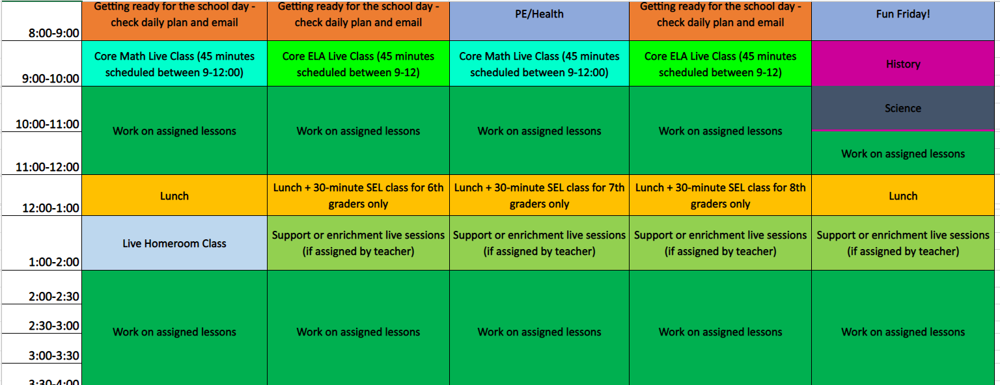 Getting ready for the school day -
check daily plan and email
Getting ready for the school day -
check daily plan and email
PE/Health
Getting ready for the school day -
check daily plan and email
Fun Friday!
8:00-9:00
Core Math Live Class (45 minutes
scheduled between 9-12:00)
Core ELA Live Class (45 minutes
scheduled between 9-12)
Core Math Live Class (45 minutes
scheduled between 9-12:00)
Core ELA Live Class (45 minutes
scheduled between 9-12)
History
9:00-10:00
Science
10:00-11:00
Work on assigned lessons
Work on assigned lessons
Work on assigned lessons
Work on assigned lessons
Work on assigned lessons
11:00-12:00
Lunch
Lunch + 30-minute SEL class for 6th
graders only
Lunch + 30-minute SEL class for 7th
graders only
Lunch + 30-minute SEL class for 8th
graders only
Lunch
12:00-1:00
Live Homeroom Class
Support or enrichment live sessions
(if assigned by teacher)
Support or enrichment live sessions
(if assigned by teacher)
Support or enrichment live sessions
(if assigned by teacher)
Support or enrichment live sessions
(if assigned by teacher)
1:00-2:00
2:00-2:30
2:30-3:00
Work on assigned lessons
Work on assigned lessons
Work on assigned lessons
Work on assigned lessons
Work on assigned lessons
3:00-3:30
3:30-4:00